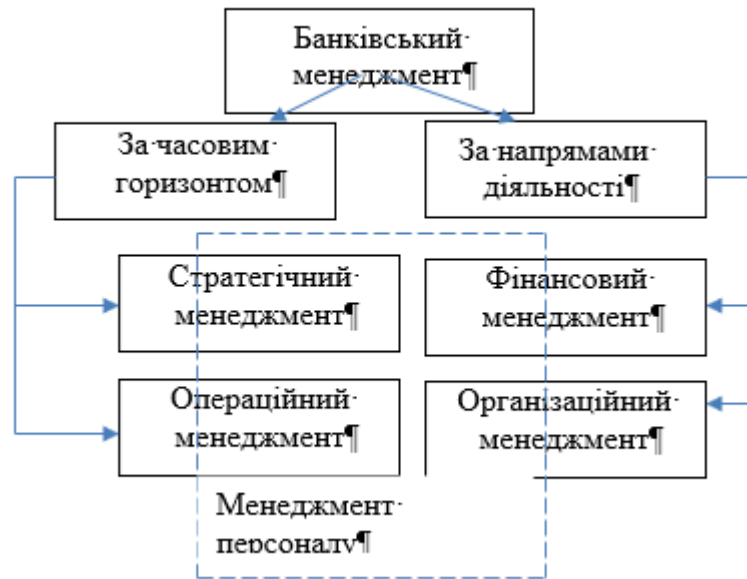 Банківський·
менеджмент¶
За·часовим·
горизонтом¶
За·напрямами·
діяльності¶
Стратегічний·
менеджмент¶
Фінансовий·
менеджмент¶
Операційний·
менеджмент¶
Організаційний·
менеджмент¶
Менеджмент·
персоналу¶